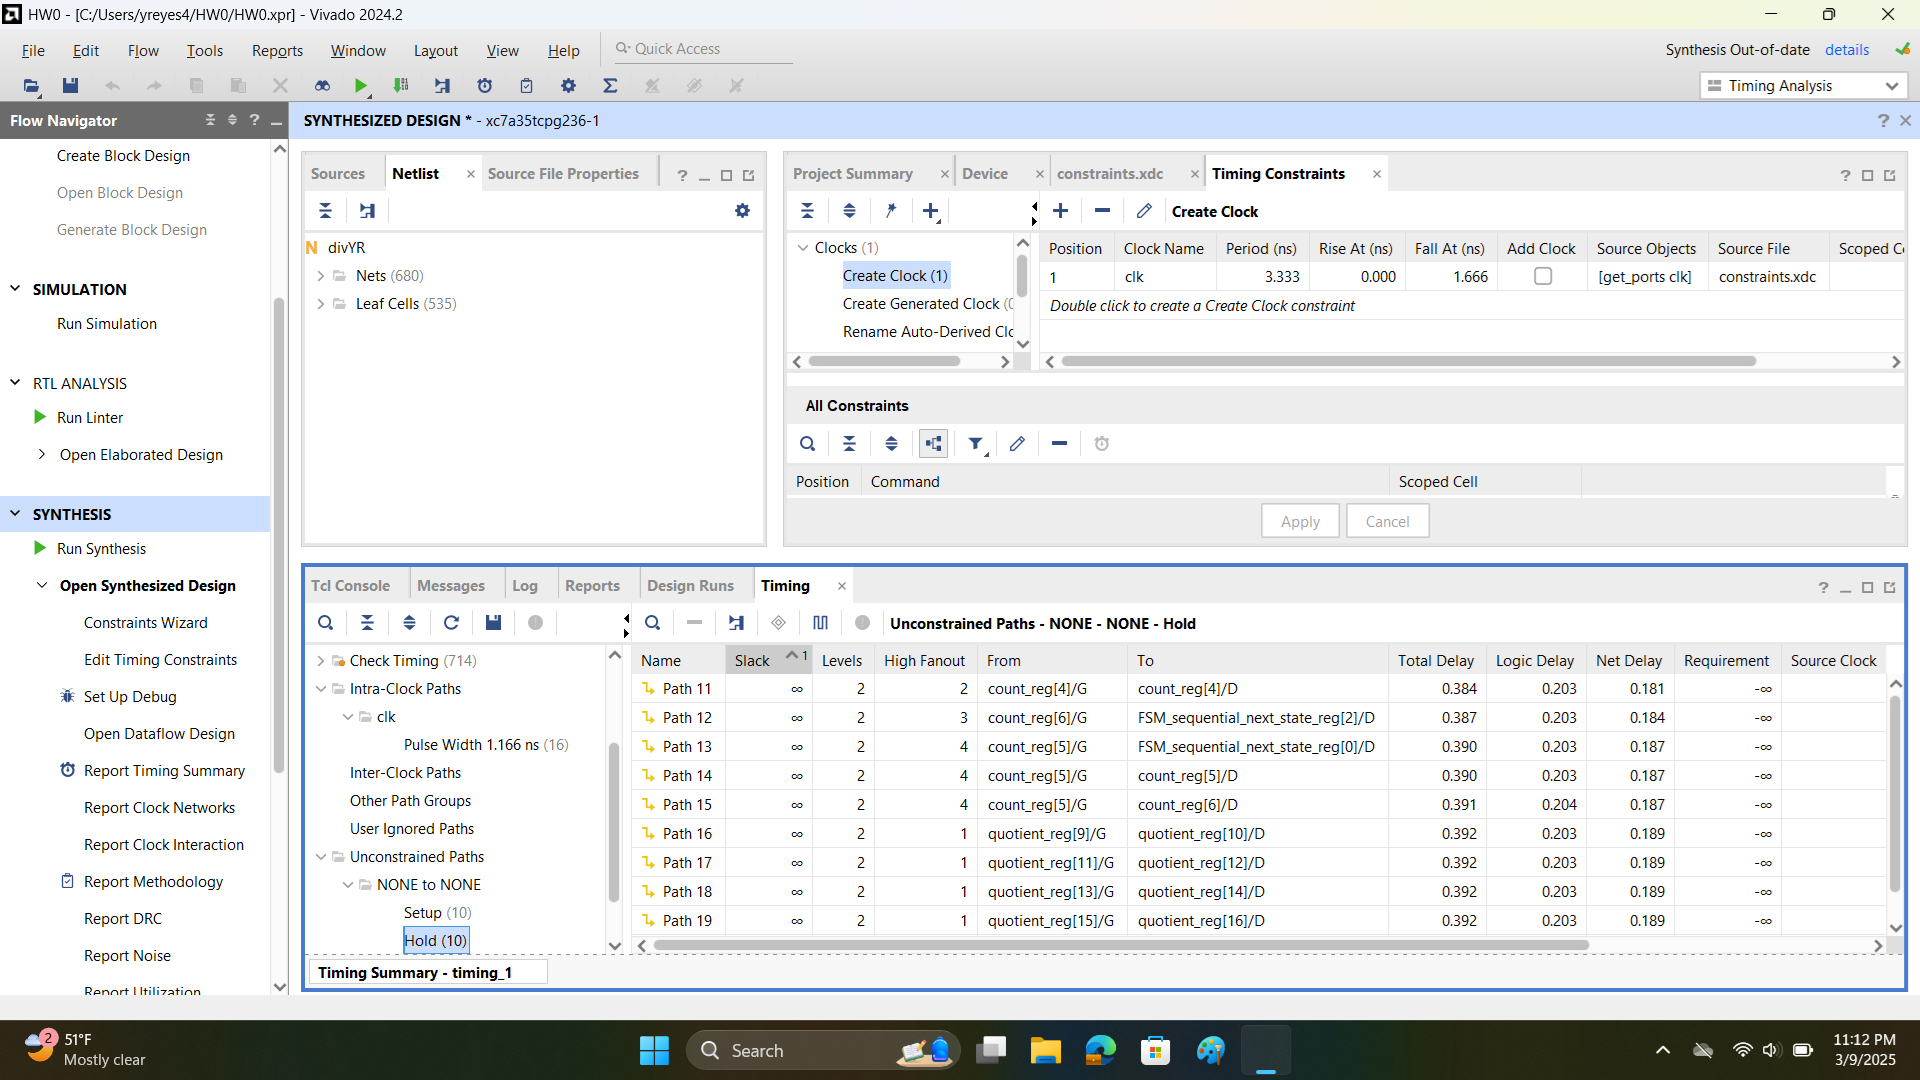 HW0 - [C:/Users/yreyes4/HW0/HW0.xpr] - Vivado 2024.2
File Edit Flow Tools Reports Window Layout View Help Quick Access
Synthesis Out-of-date details
Timing Analysis
Flow Navigator
SYNTHESIZED DESIGN * - xc7a35tcpg236-1
Create Block Design
Open Block Design
Generate Block Design
SIMULATION
Run Simulation
RTL ANALYSIS
Run Linter
Open Elaborated Design
SYNTHESIS
Run Synthesis
Open Synthesized Design
Constraints Wizard
Edit Timing Constraints
Set Up Debug
Open Dataflow Design
Report Timing Summary
Report Clock Networks
Report Clock Interaction
Report Methodology
Report DRC
Report Noise
Report Utilization
Sources Netlist Source File Properties
N divYR
Nets (680)
Leaf Cells (535)
Project Summary Device constraints.xdc Timing Constraints
Create Clock
Clocks (1)
Create Clock (1)
Create Generated Clock (0
Rename Auto-Derived Clo
Position Clock Name Period (ns) Rise At (ns) Fall At (ns) Add Clock Source Objects Source File Scoped Ce
1 clk 3.333 0.000 1.666 [get_ports clk] constraints.xdc
Double click to create a Create Clock constraint
All Constraints
Position Command Scoped Cell
Apply Cancel
Tcl Console Messages Log Reports Design Runs Timing
Unconstrained Paths - NONE - NONE - Hold
Check Timing (714)
Intra-Clock Paths
clk
Pulse Width 1.166 ns (16)
Inter-Clock Paths
Other Path Groups
User Ignored Paths
Unconstrained Paths
NONE to NONE
Setup (10)
Hold (10)
Name Slack 1 Levels High Fanout From To Total Delay Logic Delay Net Delay Requirement Source Clock
Path 11 ∞ 2 2 count_reg[4]/G count_reg[4]/D 0.384 0.203 0.181 -∞
Path 12 ∞ 2 3 count_reg[6]/G FSM_sequential_next_state_reg[2]/D 0.387 0.203 0.184 -∞
Path 13 ∞ 2 4 count_reg[5]/G FSM_sequential_next_state_reg[0]/D 0.390 0.203 0.187 -∞
Path 14 ∞ 2 4 count_reg[5]/G count_reg[5]/D 0.390 0.203 0.187 -∞
Path 15 ∞ 2 4 count_reg[5]/G count_reg[6]/D 0.391 0.204 0.187 -∞
Path 16 ∞ 2 1 quotient_reg[9]/G quotient_reg[10]/D 0.392 0.203 0.189 -∞
Path 17 ∞ 2 1 quotient_reg[11]/G quotient_reg[12]/D 0.392 0.203 0.189 -∞
Path 18 ∞ 2 1 quotient_reg[13]/G quotient_reg[14]/D 0.392 0.203 0.189 -∞
Path 19 ∞ 2 1 quotient_reg[15]/G quotient_reg[16]/D 0.392 0.203 0.189 -∞
Timing Summary - timing_1
2
51°F
Mostly clear
Search
11:12 PM
3/9/2025